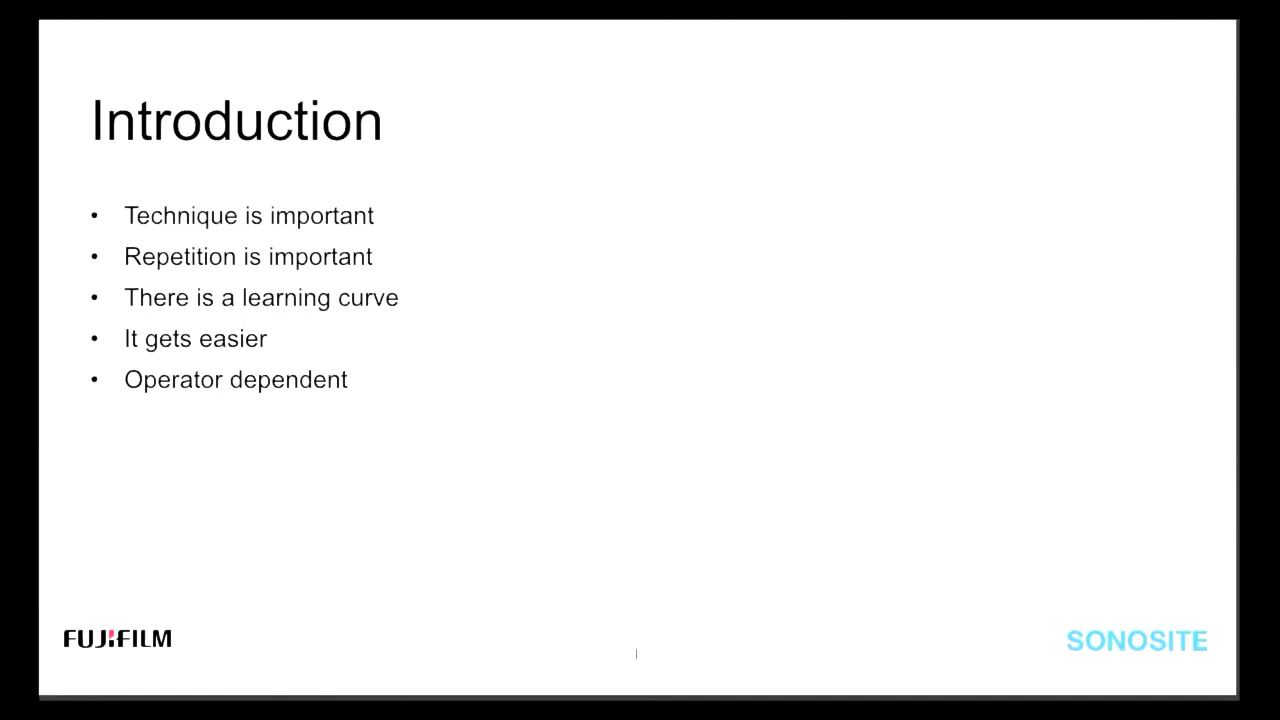 Introduction
• Technique is important
• Repetition is important
• There is a learning curve
• It gets easier
• Operator dependent
FUJIFILM
SONOSITE